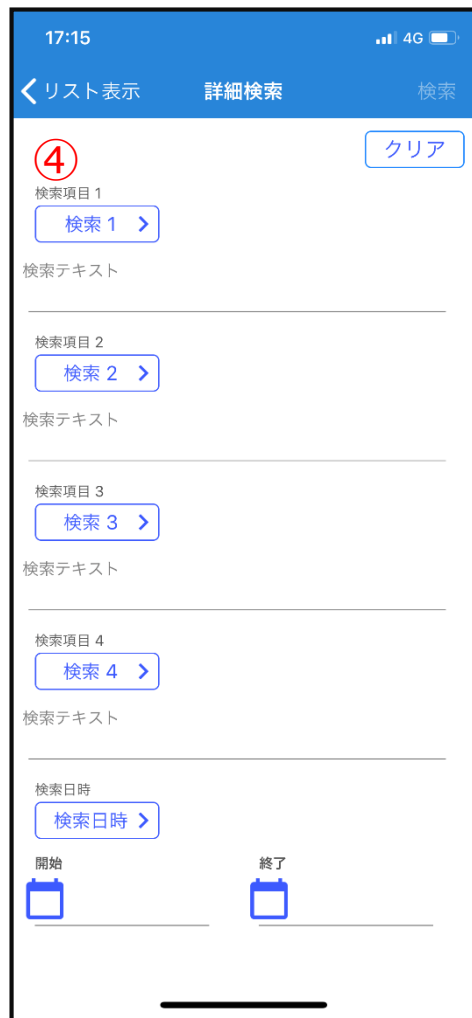 17:15 4G
リスト表示 詳細検索 検索
④ クリア
検索項目 1
検索 1
検索テキスト
検索項目 2
検索 2
検索テキスト
検索項目 3
検索 3
検索テキスト
検索項目 4
検索 4
検索テキスト
検索日時
検索日時
開始 終了